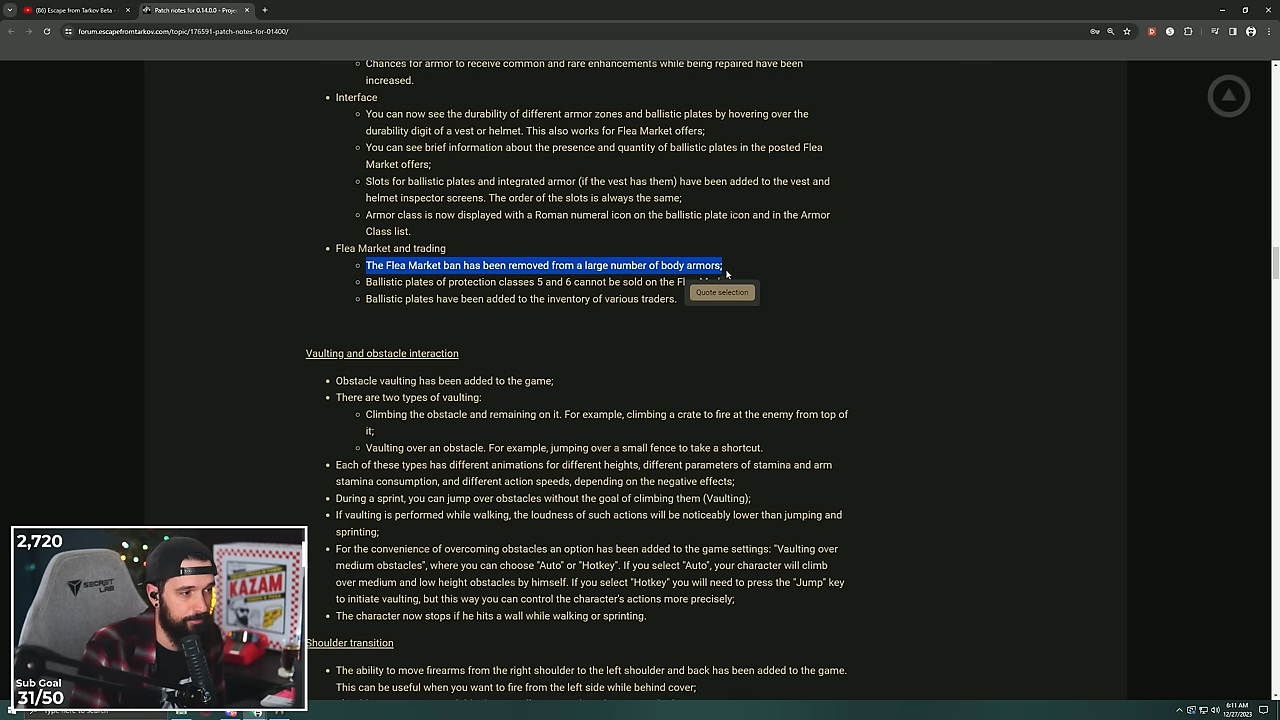 (86) Escape from Tarkov Beta -
Patch notes for 0.14.0.0 - Proje
forum.escapefromtarkov.com/topic/176591-patch-notes-for-01400/
Chances for armor to receive common and rare enhancements while being repaired have been
increased.
Interface
You can now see the durability of different armor zones and ballistic plates by hovering over the
durability digit of a vest or helmet. This also works for Flea Market offers;
You can see brief information about the presence and quantity of ballistic plates in the posted Flea
Market offers;
Slots for ballistic plates and integrated armor (if the vest has them) have been added to the vest and
helmet inspector screens. The order of the slots is always the same;
Armor class is now displayed with a Roman numeral icon on the ballistic plate icon and in the Armor
Class list.
Flea Market and trading
The Flea Market ban has been removed from a large number of body armors;
Ballistic plates of protection classes 5 and 6 cannot be sold on the Fl
Quote selection
Ballistic plates have been added to the inventory of various traders.
Vaulting and obstacle interaction
Obstacle vaulting has been added to the game;
There are two types of vaulting:
Climbing the obstacle and remaining on it. For example, climbing a crate to fire at the enemy from top of
it;
Vaulting over an obstacle. For example, jumping over a small fence to take a shortcut.
Each of these types has different animations for different heights, different parameters of stamina and arm
stamina consumption, and different action speeds, depending on the negative effects;
During a sprint, you can jump over obstacles without the goal of climbing them (Vaulting);
If vaulting is performed while walking, the loudness of such actions will be noticeably lower than jumping and
sprinting;
For the convenience of overcoming obstacles an option has been added to the game settings: "Vaulting over
medium obstacles", where you can choose "Auto" or "Hotkey". If you select "Auto", your character will climb
over medium and low height obstacles by himself. If you select "Hotkey" you will need to press the "Jump" key
to initiate vaulting, but this way you can control the character's actions more precisely;
The character now stops if he hits a wall while walking or sprinting.
Shoulder transition
The ability to move firearms from the right shoulder to the left shoulder and back has been added to the game.
This can be useful when you want to fire from the left side while behind cover;
2,720
SECRET
LAB
KAZAM
Sub Goal
31/50
Type here to search
6:11 AM
12/27/2023